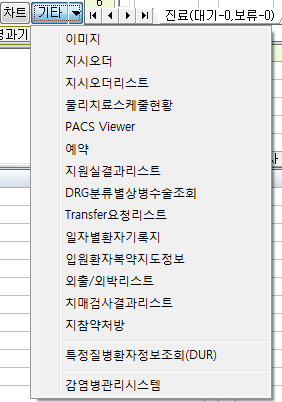 6
차트 기타 진료(대기-0,보류-0)
경과기
이미지
지시오더
지시오더리스트
물리치료스케줄현황
PACS Viewer
예약
지원실결과리스트
사
DRG분류별상병수술조회
Transfer요청리스트
일자별환자기록지
입원환자복약지도정보
외출/외박리스트
치매검사결과리스트
지참약처방
특정질병환자정보조회(DUR)
감염병관리시스템